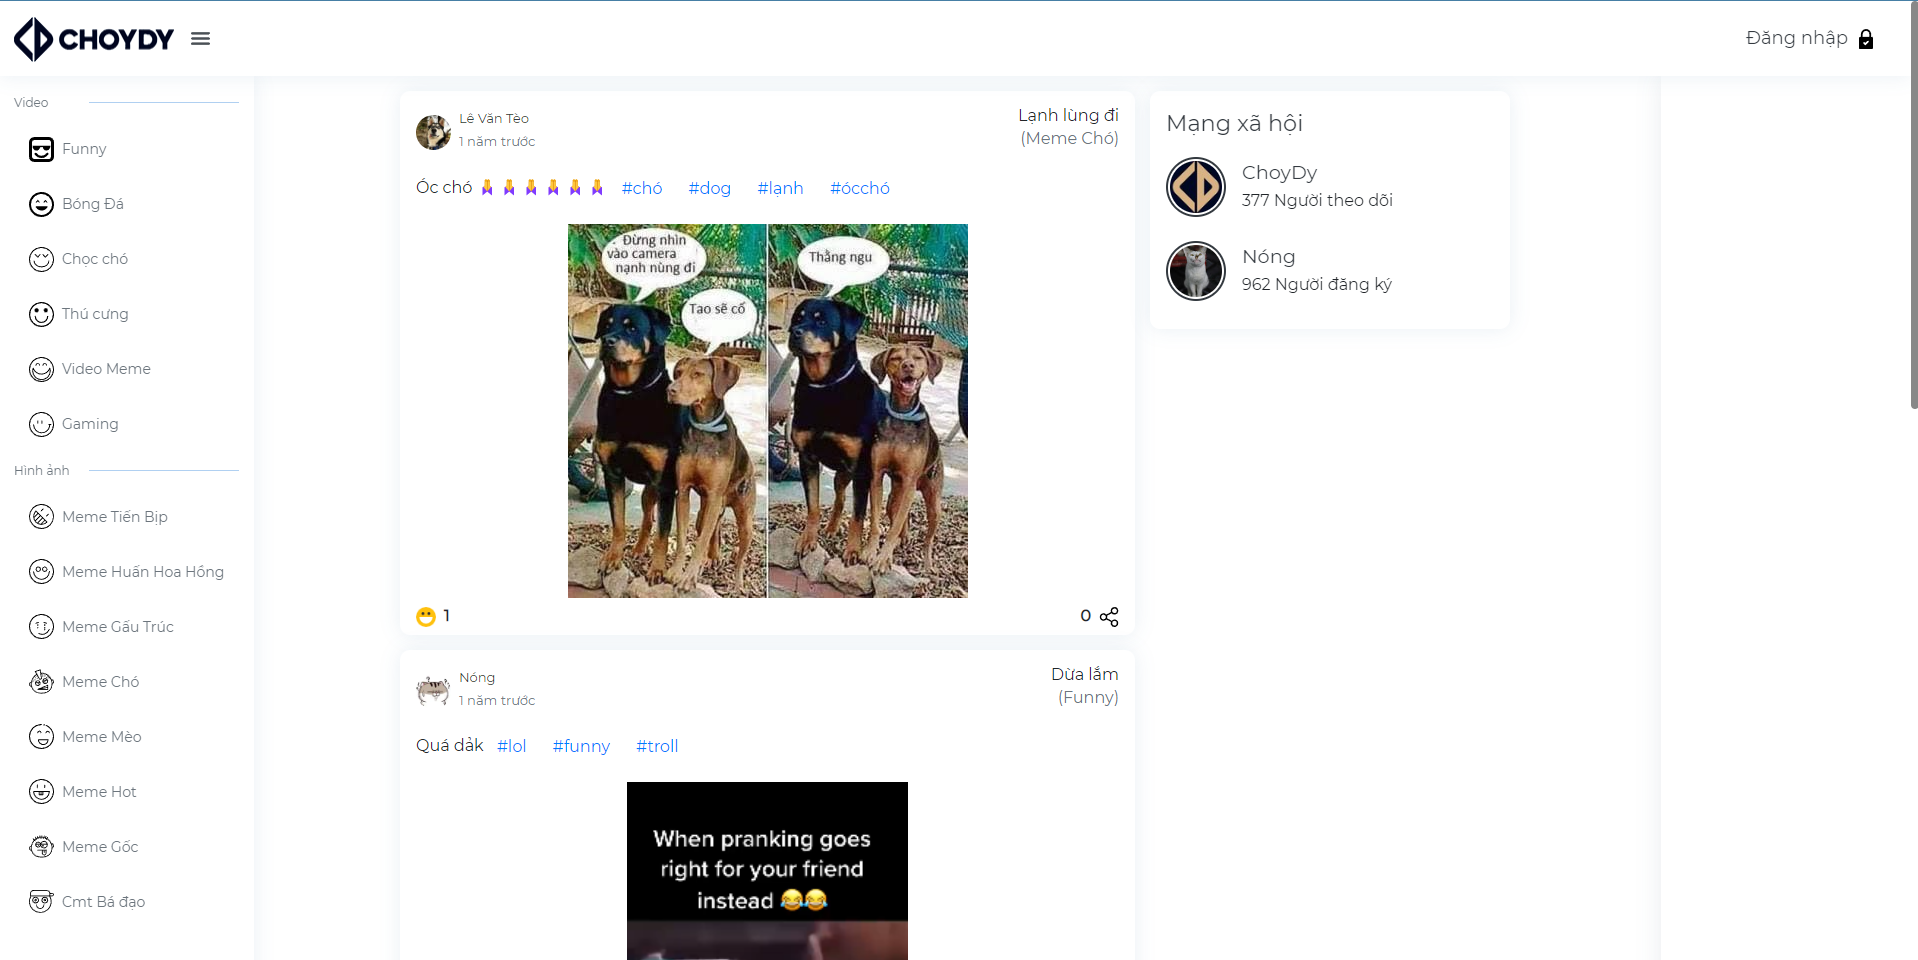 CHOYDY
Đăng nhập
Video
Funny
Bóng Đá
Chọc chó
Thú cưng
Video Meme
Gaming
Hình ảnh
Meme Tiến Bịp
Meme Huấn Hoa Hồng
Meme Gấu Trúc
Meme Chó
Meme Mèo
Meme Hot
Meme Gốc
Cmt Bá đạo
Lê Văn Tèo
1 năm trước
Lạnh lùng đi
(Meme Chó)
Óc chó 🙏 🙏 🙏 🙏 🙏 🙏 #chó #dog #lạnh #ócchó
Đừng nhìn
vào camera
nạnh nùng đi
Tao sẽ cố
Thằng ngu
1
0
Nóng
1 năm trước
Dừa lắm
(Funny)
Quá dảk #lol #funny #troll
When pranking goes
right for your friend
instead 😂😂
Mạng xã hội
ChoyDy
377 Người theo dõi
Nóng
962 Người đăng ký